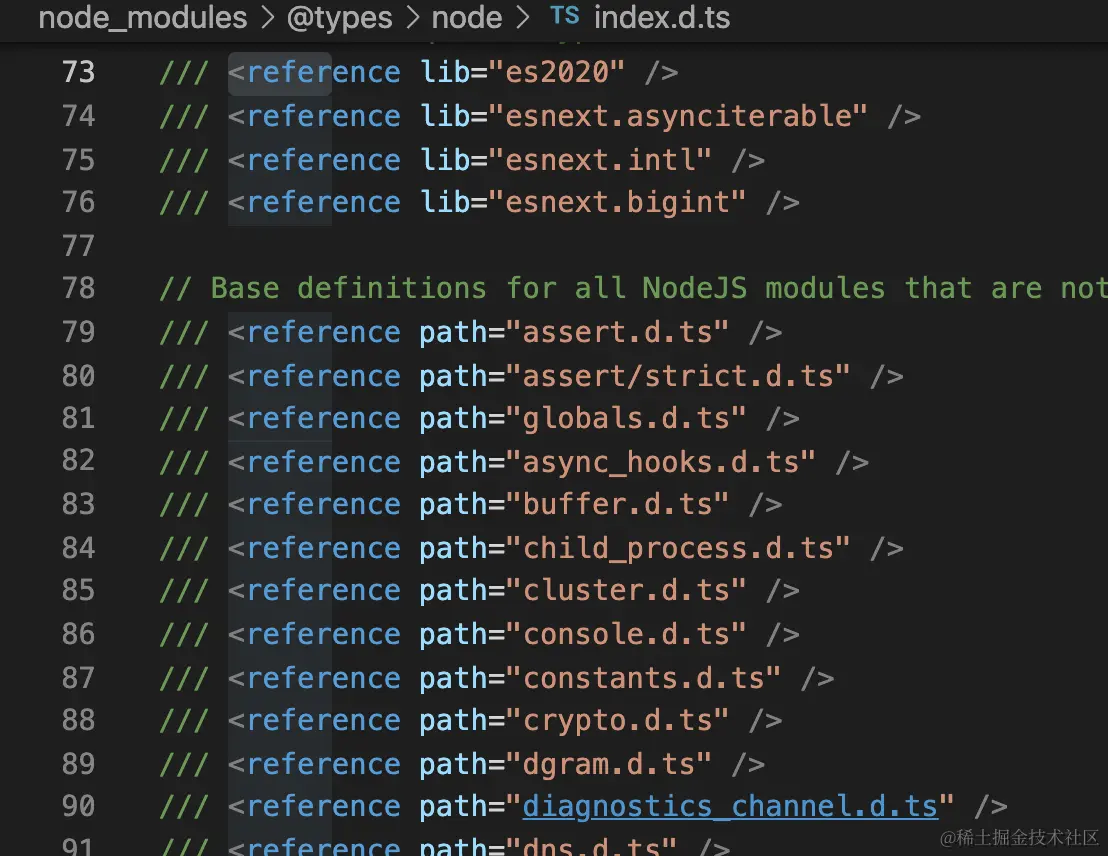 node_modules > @types > node > TS index.d.ts
73 /// <reference lib="es2020" />
74 /// <reference lib="esnext.asynciterable" />
75 /// <reference lib="esnext.intl" />
76 /// <reference lib="esnext.bigint" />
77
78 // Base definitions for all NodeJS modules that are not
79 /// <reference path="assert.d.ts" />
80 /// <reference path="assert/strict.d.ts" />
81 /// <reference path="globals.d.ts" />
82 /// <reference path="async_hooks.d.ts" />
83 /// <reference path="buffer.d.ts" />
84 /// <reference path="child_process.d.ts" />
85 /// <reference path="cluster.d.ts" />
86 /// <reference path="console.d.ts" />
87 /// <reference path="constants.d.ts" />
88 /// <reference path="crypto.d.ts" />
89 /// <reference path="dgram.d.ts" />
90 /// <reference path="diagnostics_channel.d.ts" />
91 /// <reference path="dns.d.ts" />
@稀土掘金技术社区